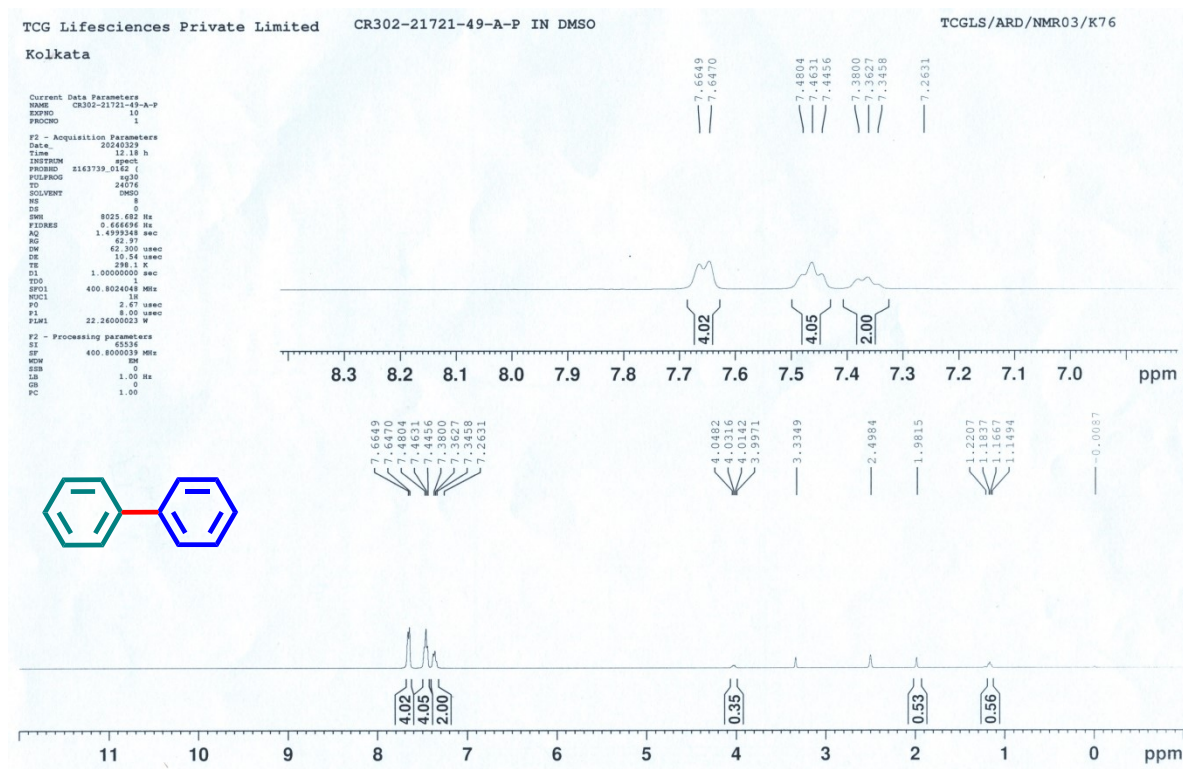 TCG Lifesciences Private Limited CR302-21721-49-A-P IN DMSO TCGLS/ARD/NMR03/K76
Kolkata
Current Data Parameters
NAME CR302-21721-49-A-P
EXPNO 10
PROCNO 1
F2 - Acquisition Parameters
Date_ 20240329
Time 12.18 h
INSTRUM spect
PROBHD Z163739_0162 (
PULPROG zg30
TD 24076
SOLVENT DMSO
NS 8
DS 0
SWH 8025.682 Hz
FIDRES 0.666696 Hz
AQ 1.4999348 sec
RG 62.97
DW 62.300 usec
DE 10.54 usec
TE 298.1 K
D1 1.00000000 sec
TD0 1
SFO1 400.8024048 MHz
NUC1 1H
P0 2.67 usec
P1 8.00 usec
PLW1 22.26000023 W
F2 - Processing parameters
SI 65536
SF 400.8000039 MHz
WDW EM
SSB 0
LB 1.00 Hz
GB 0
PC 1.00
7.6649
7.6470
7.4804
7.4631
7.4456
7.3800
7.3627
7.3458
7.2631
4.02
4.05
2.00
8.3 8.2 8.1 8.0 7.9 7.8 7.7 7.6 7.5 7.4 7.3 7.2 7.1 7.0 ppm
7.6649
7.6470
7.4804
7.4631
7.4456
7.3800
7.3627
7.3458
7.2631
4.0482
4.0316
4.0142
3.9971
3.3349
2.4984
1.9815
1.2207
1.1837
1.1667
1.1494
-0.0087
4.02
4.05
2.00
0.35
0.53
0.56
11 10 9 8 7 6 5 4 3 2 1 0 ppm